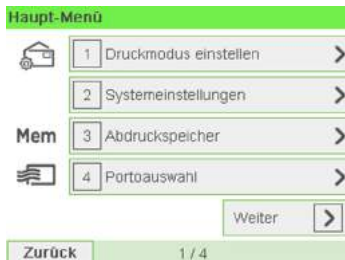 Haupt-Menü
1 Druckmodus einstellen
2 Systemeinstellungen
Mem 3 Abdruckspeicher
4 Portoauswahl
Weiter
Zurück 1 / 4